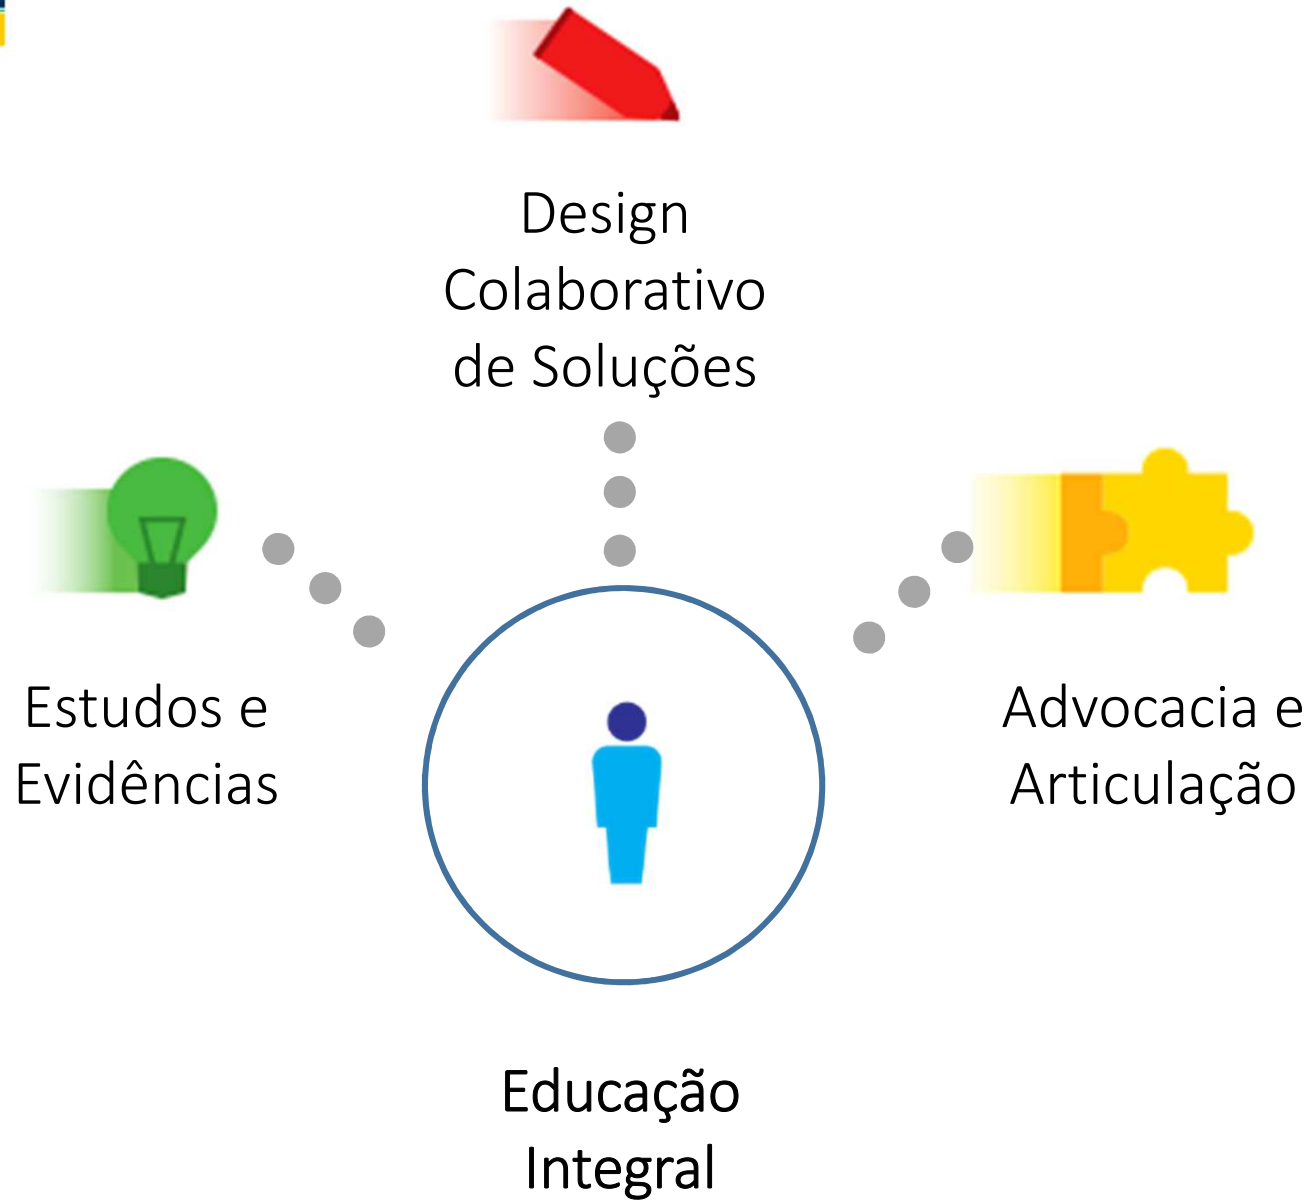 Design
Colaborativo
de Soluções
Estudos e
Evidências
Advocacia e
Articulação
Educação
Integral